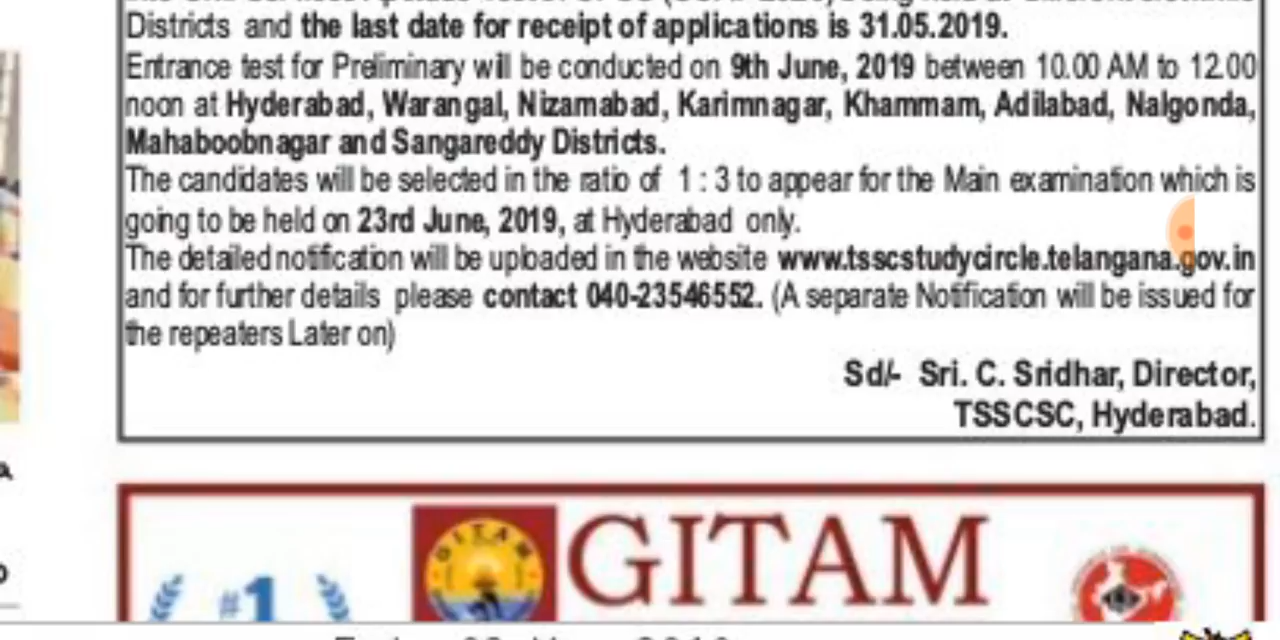 Districts and the last date for receipt of applications is 31.05.2019.
Entrance test for Preliminary will be conducted on 9th June, 2019 between 10.00 AM to 12.00
noon at Hyderabad, Warangal, Nizamabad, Karimnagar, Khammam, Adilabad, Nalgonda,
Mahaboobnagar and Sangareddy Districts.
The candidates will be selected in the ratio of 1 : 3 to appear for the Main examination which is
going to be held on 23rd June, 2019, at Hyderabad only.
The detailed notification will be uploaded in the website www.tsscstudycircle.telangana.gov.in
and for further details please contact 040-23546552. (A separate Notification will be issued for
the repeaters Later on)
Sd/- Sri. C. Sridhar, Director,
TSSCSC, Hyderabad.
GITAM
GITAM
#1